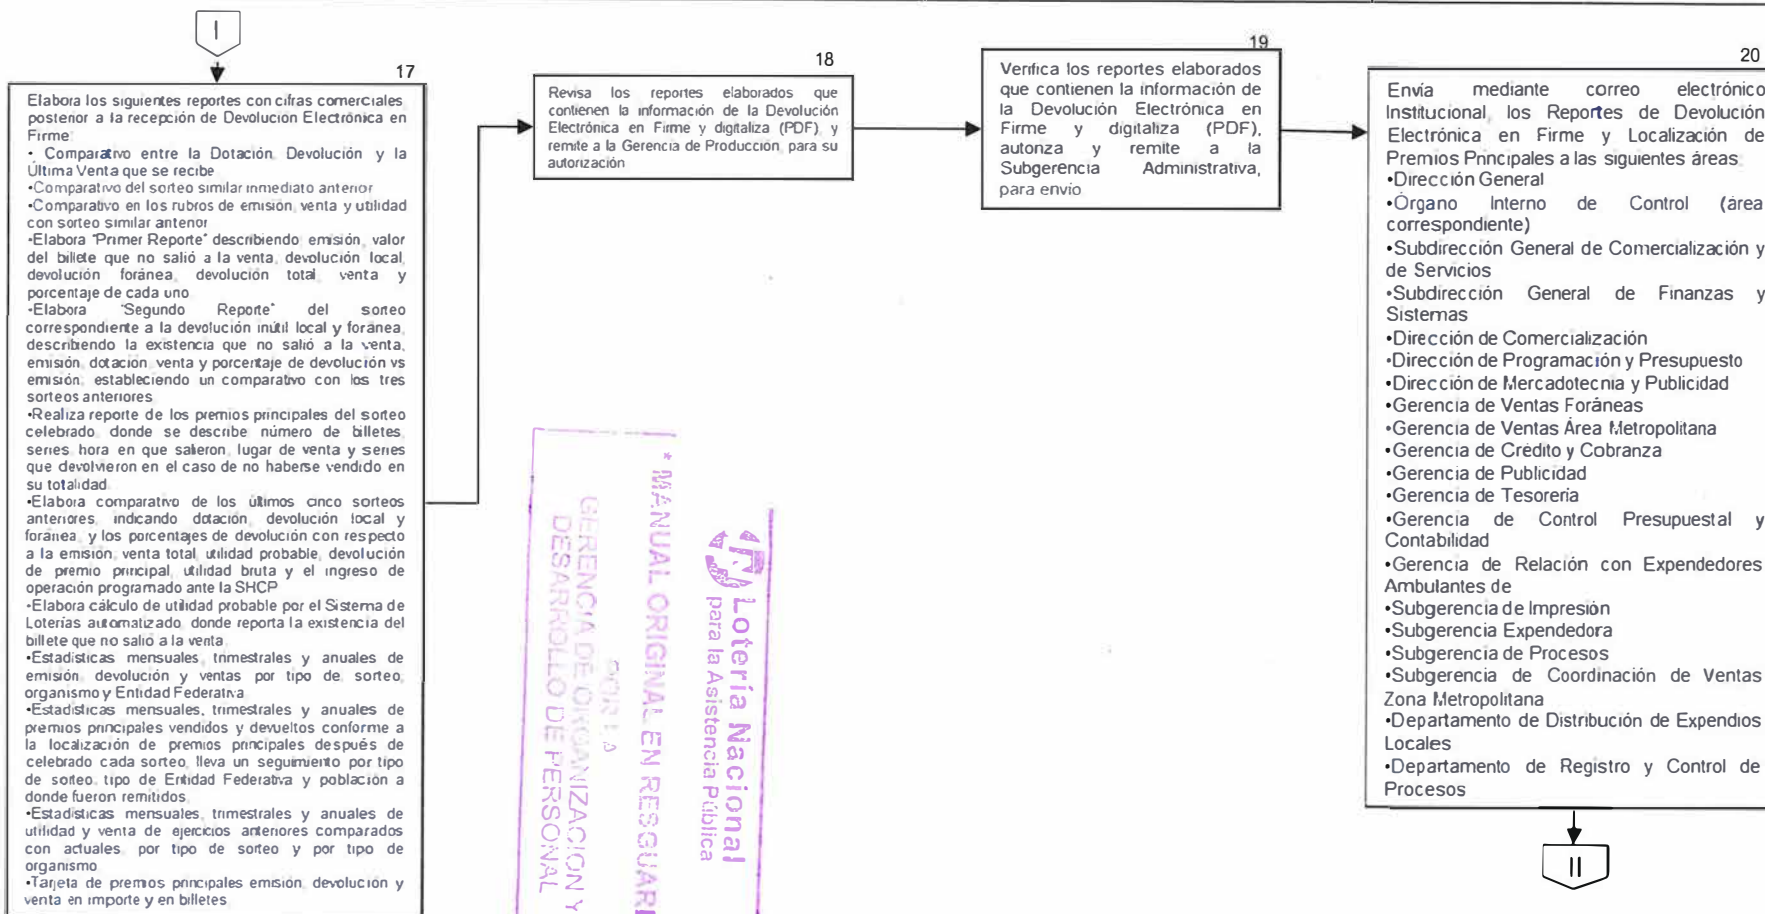 I
17
Elabora los siguientes reportes con cifras comerciales
posterior a la recepción de Devolución Electrónica en
Firme:
• Comparativo entre la Dotación, Devolución y la
Última Venta que se recibe
•Comparativo del sorteo similar inmediato anterior
•Comparativo en los rubros de emisión, venta y utilidad
con sorteo similar anterior
•Elabora "Primer Reporte" describiendo emisión, valor
del billete que no salió a la venta, devolución local,
devolución foránea, devolución total, venta y
porcentaje de cada uno
•Elabora "Segundo Reporte" del sorteo
correspondiente a la devolución inútil local y foránea,
describiendo la existencia que no salió a la venta,
emisión, dotación, venta y porcentaje de devolución vs
emisión, estableciendo un comparativo con los tres
sorteos anteriores
•Realiza reporte de los premios principales del sorteo
celebrado, donde se describe número de billetes,
series, hora en que salieron, lugar de venta y series
que devolvieron en el caso de no haberse vendido en
su totalidad
•Elabora comparativo de los últimos cinco sorteos
anteriores, indicando dotación, devolución local y
foránea, y los porcentajes de devolución con respecto
a la emisión, venta total, utilidad probable, devolución
de premio principal, utilidad bruta y el ingreso de
operación programado ante la SHCP
•Elabora cálculo de utilidad probable por el Sistema de
Loterías automatizado, donde reporta la existencia del
billete que no salió a la venta
•Estadísticas mensuales, trimestrales y anuales de
emisión, devolución y ventas por tipo de sorteo,
organismo y Entidad Federativa
•Estadísticas mensuales, trimestrales y anuales de
premios principales vendidos y devueltos conforme a
la localización de premios principales después de
celebrado cada sorteo, lleva un seguimiento por tipo
de sorteo, tipo de Entidad Federativa y población a
donde fueron remitidos
•Estadísticas mensuales, trimestrales y anuales de
utilidad y venta de ejercicios anteriores comparados
con actuales, por tipo de sorteo y por tipo de
organismo
•Tarjeta de premios principales emisión, devolución y
venta en importe y en billetes
18
Revisa los reportes elaborados que
contienen la información de la Devolución
Electrónica en Firme y digitaliza (PDF), y
remite a la Gerencia de Producción, para su
autorización
19
Verifica los reportes elaborados
que contienen la información de
la Devolución Electrónica en
Firme y digitaliza (PDF),
autoriza y remite a la
Subgerencia Administrativa,
para envío
20
Envía mediante correo electrónico
Institucional, los Reportes de Devolución
Electrónica en Firme y Localización de
Premios Principales a las siguientes áreas
•Dirección General
•Órgano Interno de Control (área
correspondiente)
•Subdirección General de Comercialización y
de Servicios
•Subdirección General de Finanzas y
Sistemas
•Dirección de Comercialización
•Dirección de Programación y Presupuesto
•Dirección de Mercadotecnia y Publicidad
•Gerencia de Ventas Foráneas
•Gerencia de Ventas Área Metropolitana
•Gerencia de Crédito y Cobranza
•Gerencia de Publicidad
•Gerencia de Tesorería
•Gerencia de Control Presupuestal y
Contabilidad
•Gerencia de Relación con Expendedores
Ambulantes de
•Subgerencia de Impresión
•Subgerencia Expendedora
•Subgerencia de Procesos
•Subgerencia de Coordinación de Ventas
Zona Metropolitana
•Departamento de Distribución de Expendios
Locales
•Departamento de Registro y Control de
Procesos
II
Lotería Nacional
para la Asistencia Pública
* MANUAL ORIGINAL EN RESGUAR
POR LA
GERENCIA DE ORGANIZACION Y
DESARROLLO DE PERSONAL